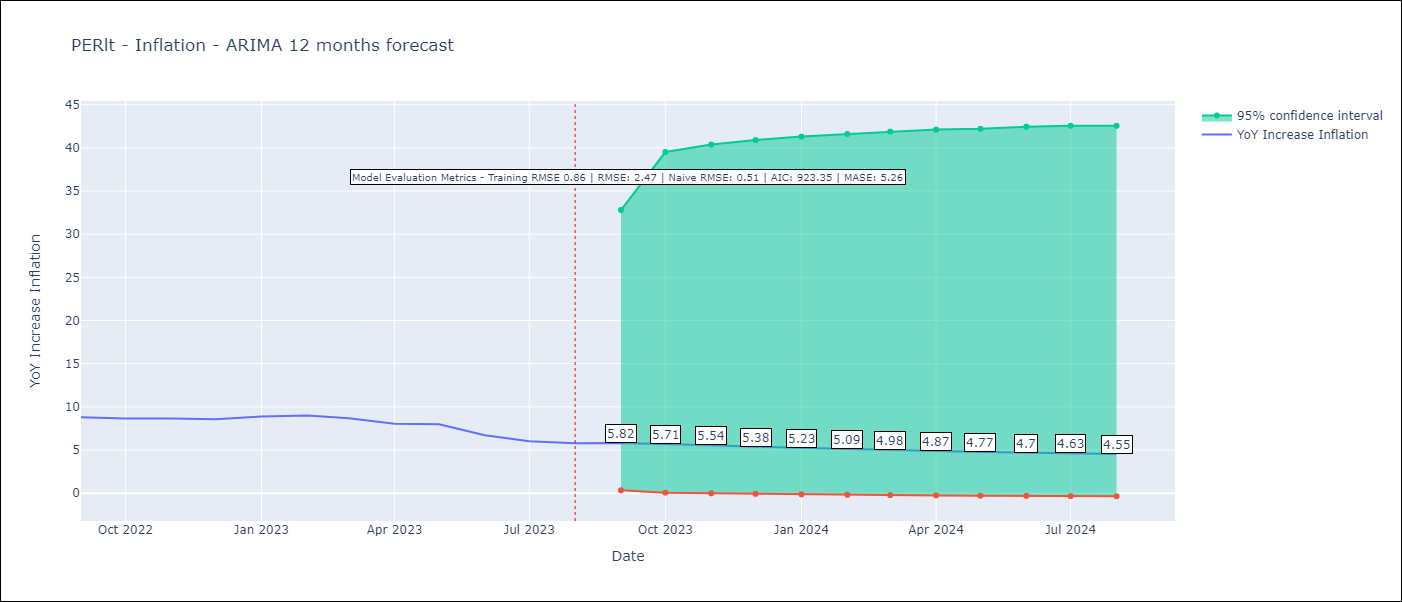 PERlt - Inflation - ARIMA 12 months forecast
95% confidence interval
YoY Increase Inflation
Model Evaluation Metrics - Training RMSE 0.86 | RMSE: 2.47 | Naive RMSE: 0.51 | AIC: 923.35 | MASE: 5.26
YoY Increase Inflation
45
40
35
30
25
20
15
10
5
0
5.82 5.71 5.54 5.38 5.23 5.09 4.98 4.87 4.77 4.7 4.63 4.55
Oct 2022 Jan 2023 Apr 2023 Jul 2023 Oct 2023 Jan 2024 Apr 2024 Jul 2024
Date